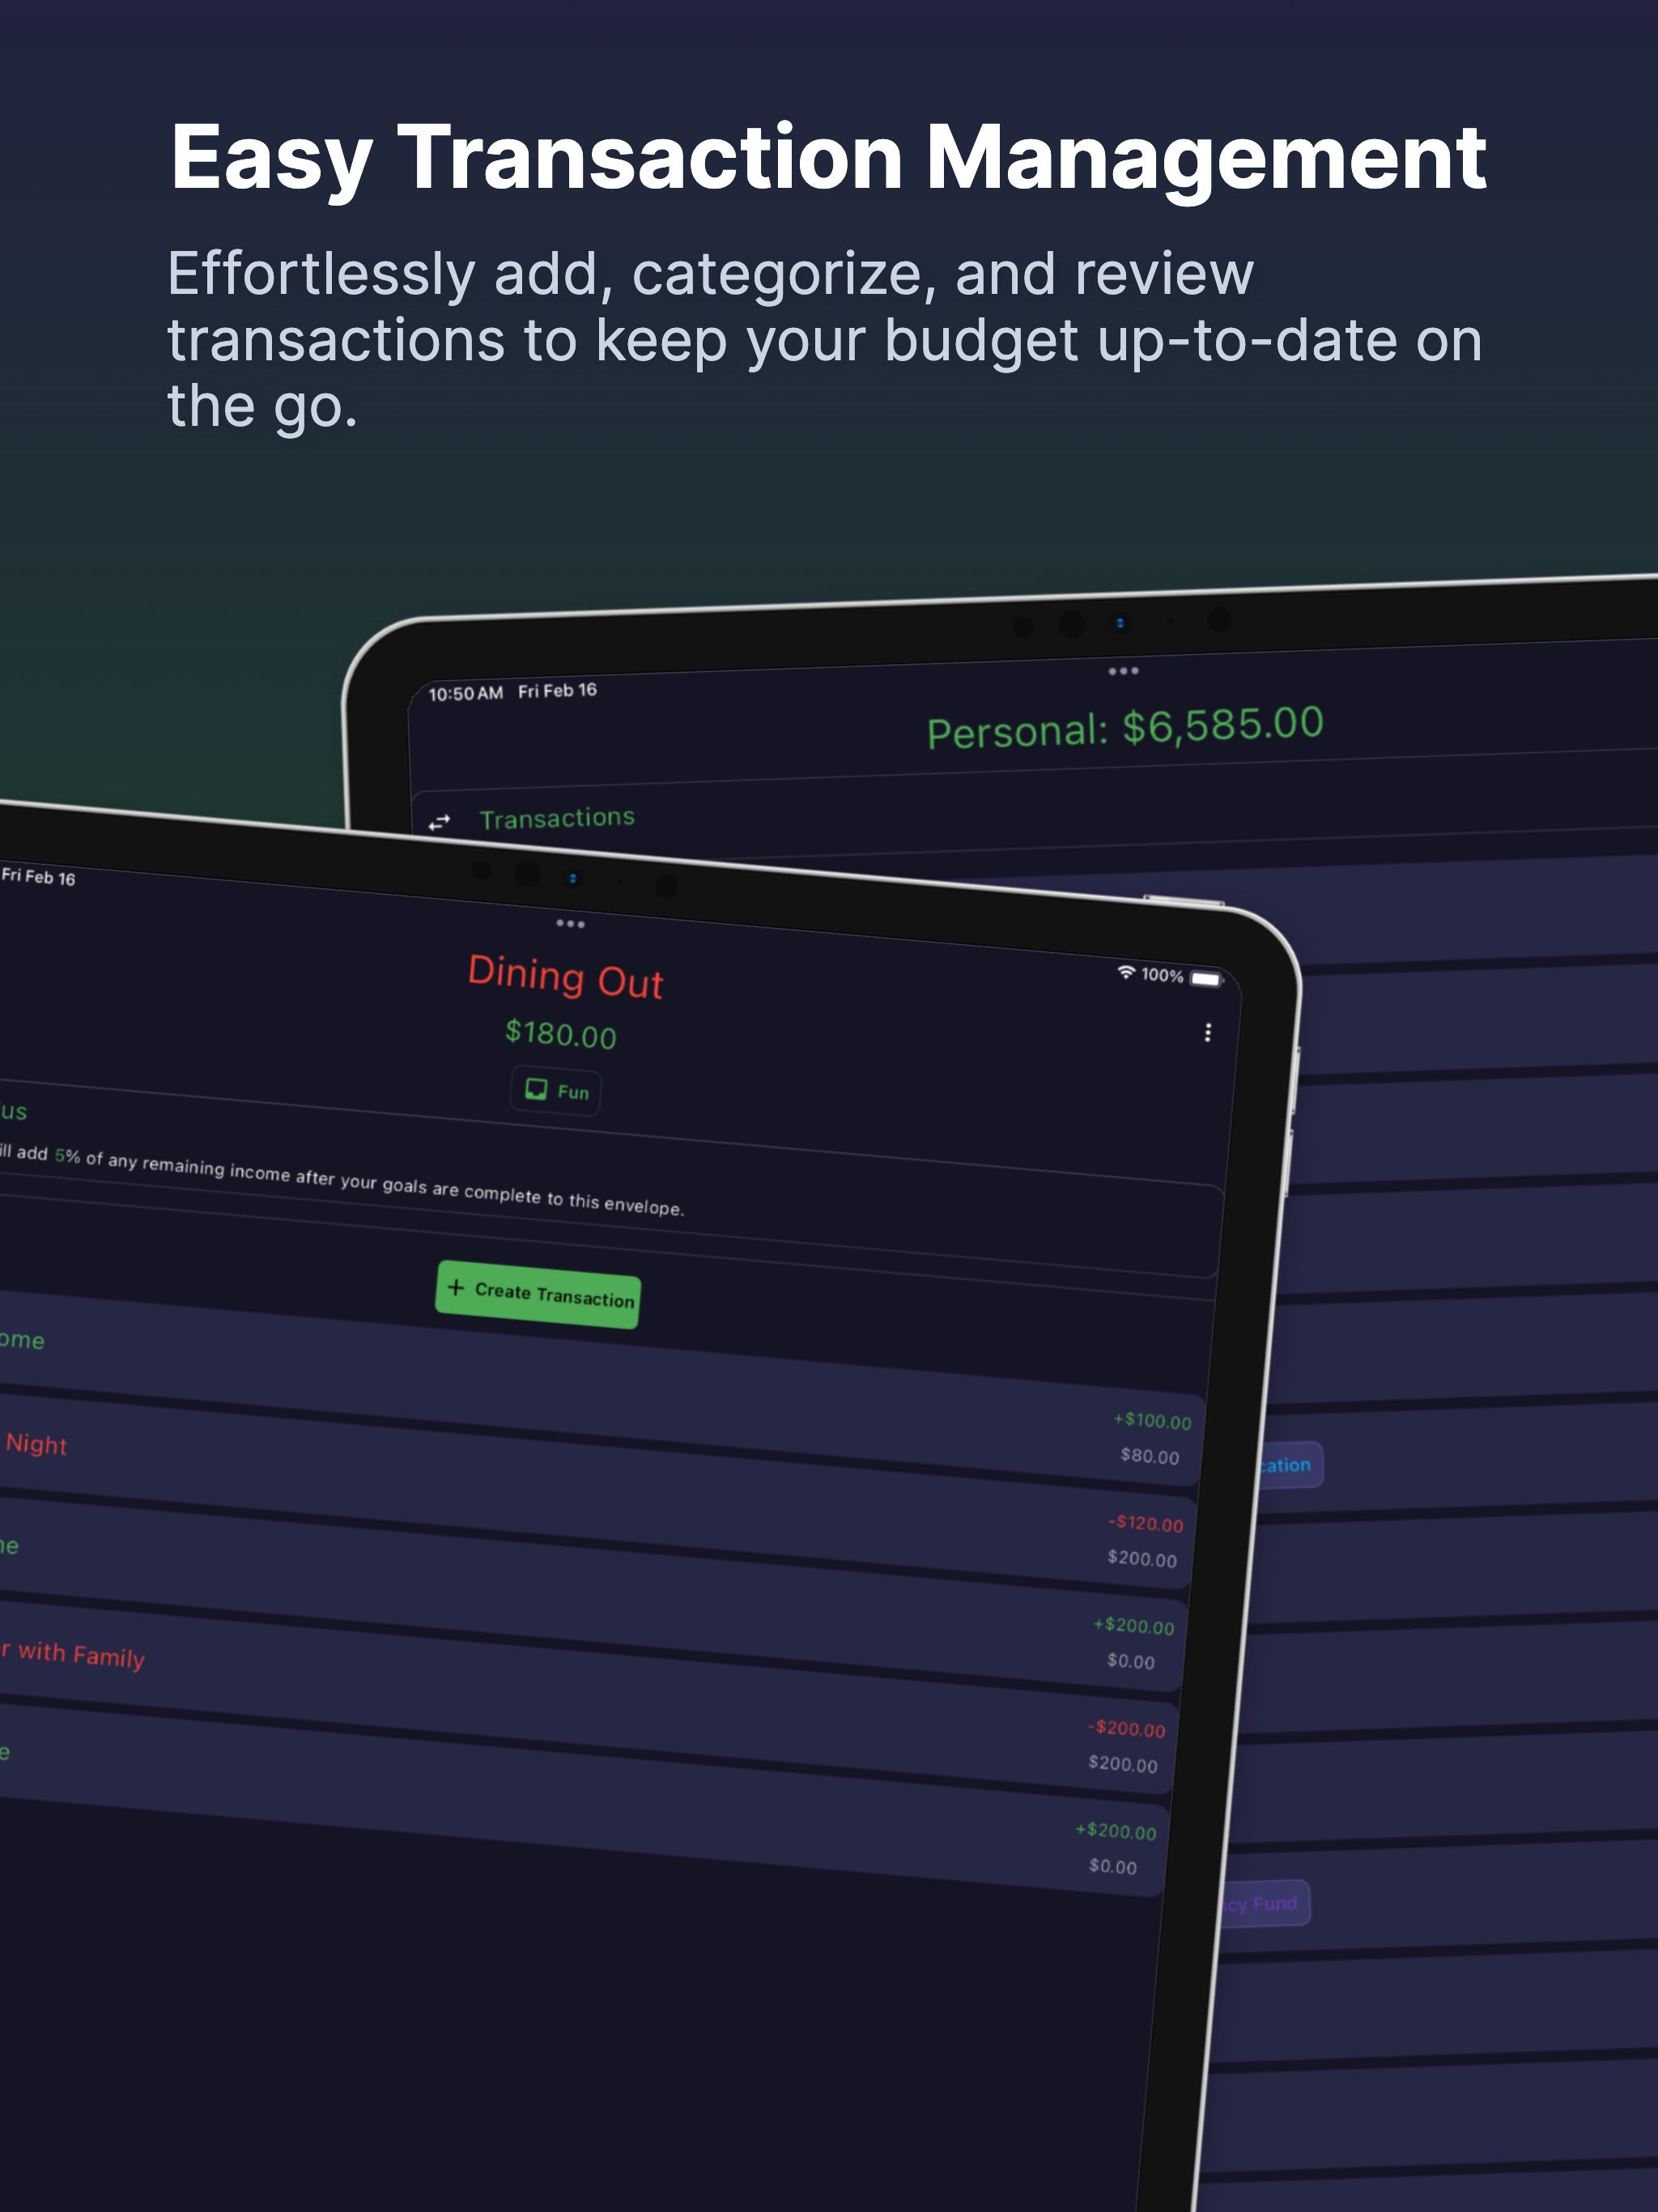 Easy Transaction Management
Effortlessly add, categorize, and review
transactions to keep your budget up-to-date on
the go.
10:50 AM Fri Feb 16
Personal: $6,585.00
Transactions
Fri Feb 16
100%
Dining Out
$180.00
Fun
lus
ill add 5% of any remaining income after your goals are complete to this envelope.
+ Create Transaction
ome
+$100.00
$80.00
Night
-$120.00
$200.00
ne
+$200.00
$0.00
r with Family
-$200.00
$200.00
e
+$200.00
$0.00
cation
ncy Fund